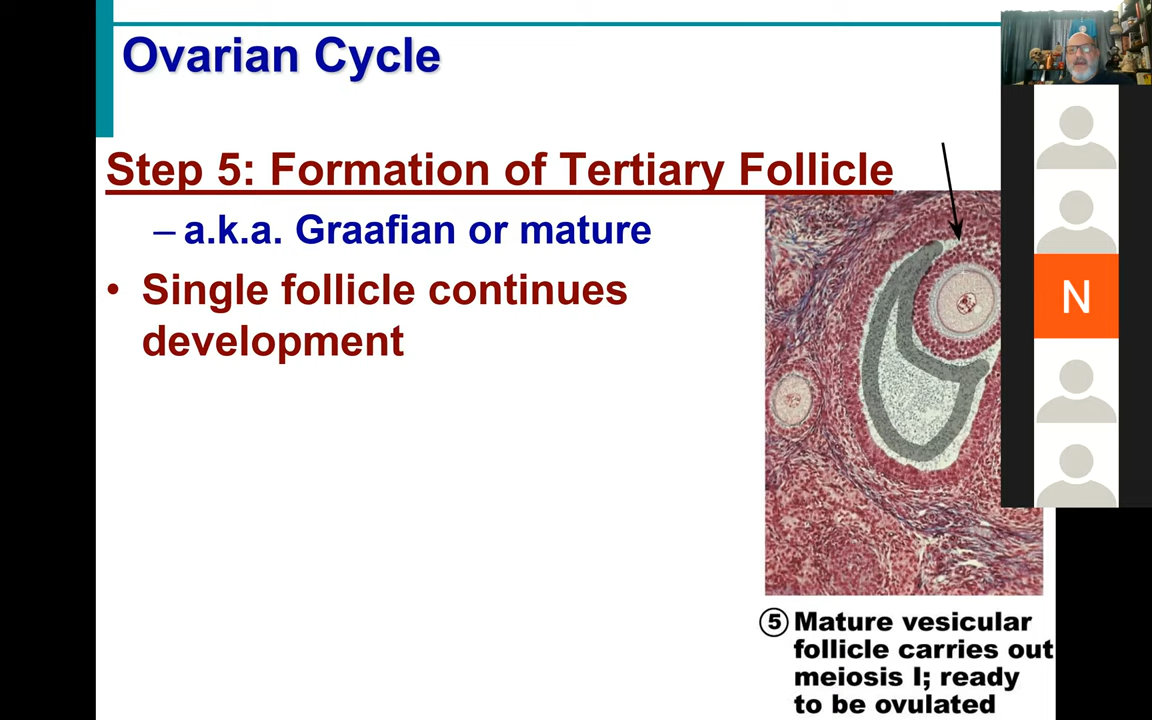 Ovarian Cycle
Step 5: Formation of Tertiary Follicle
– a.k.a. Graafian or mature
• Single follicle continues
development
N
⑤ Mature vesicular
follicle carries out
meiosis I; ready
to be ovulated